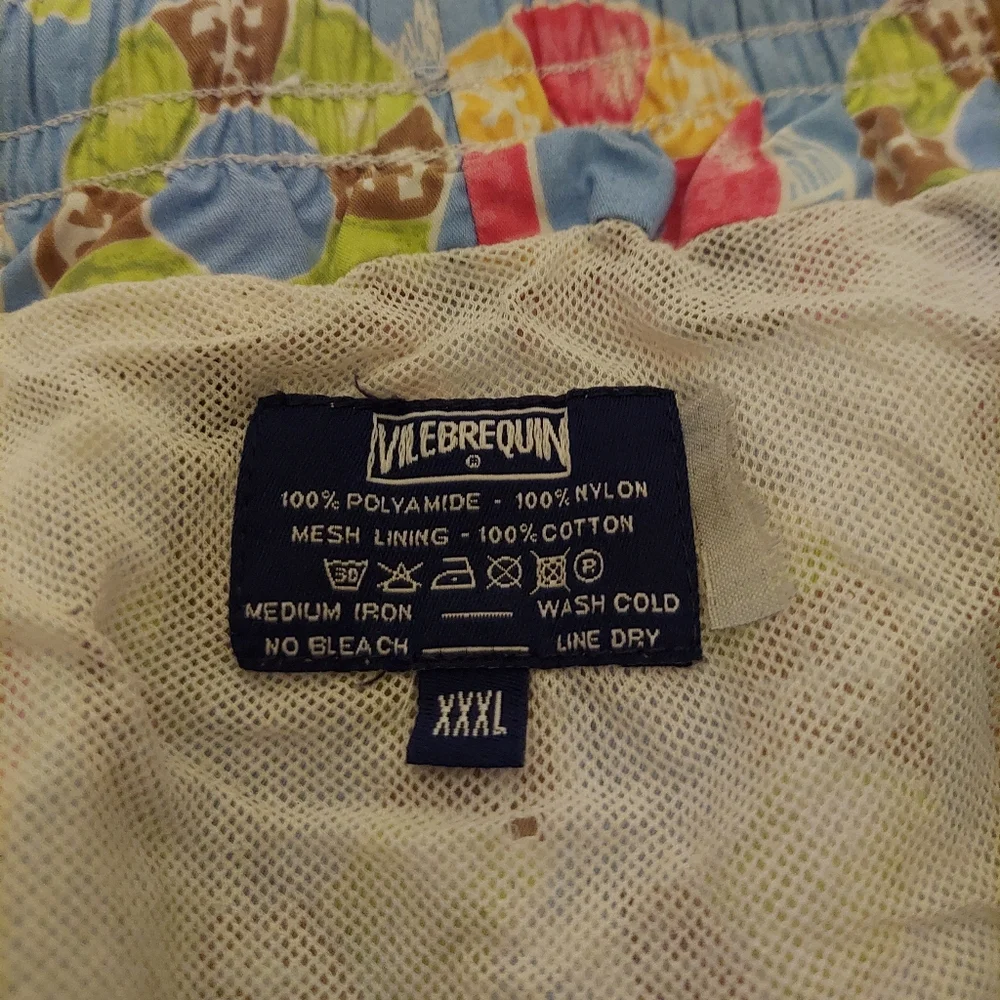 VILEBREQUIN
®
100% POLYAMIDE - 100% NYLON
MESH LINING - 100% COTTON
30 P
MEDIUM IRON WASH COLD
NO BLEACH LINE DRY
XXXL